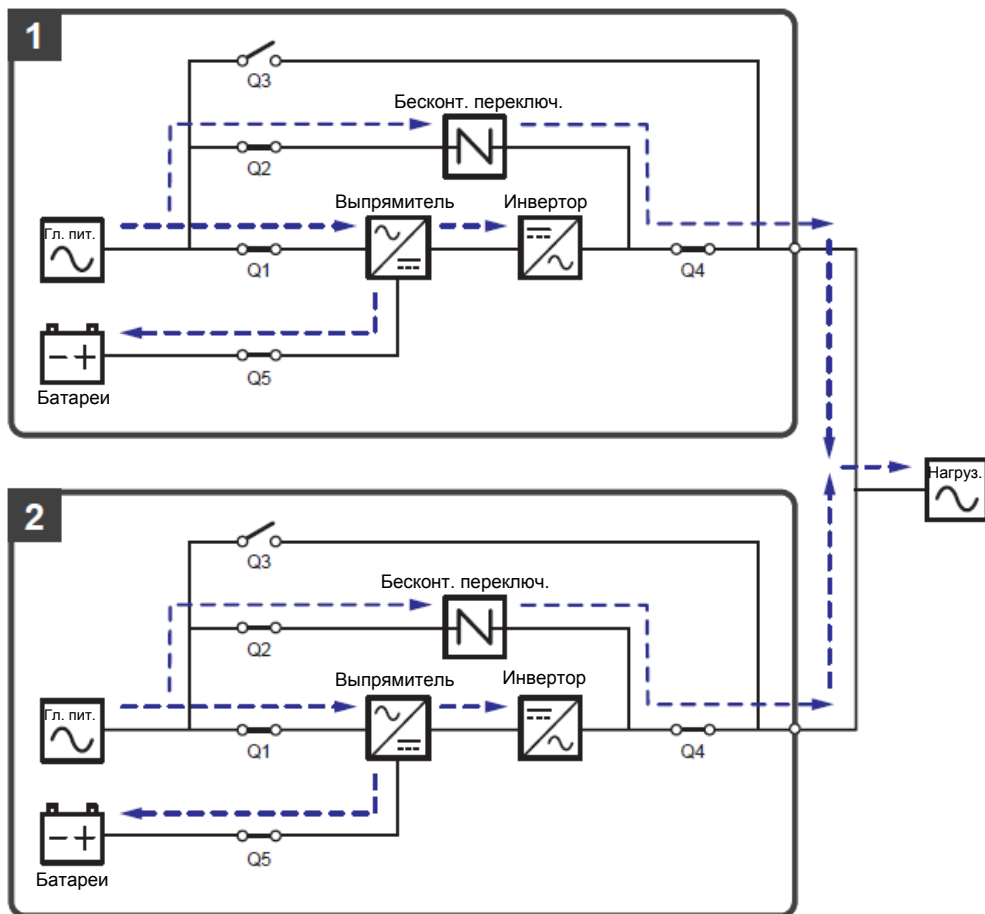 1
Q3
Бесконт. переключ.
Q2
Выпрямитель
Инвертор
Гл. пит.
Q1
Q4
Q5
Батареи
Нагруз.
2
Q3
Бесконт. переключ.
Q2
Выпрямитель
Инвертор
Гл. пит.
Q1
Q4
Q5
Батареи